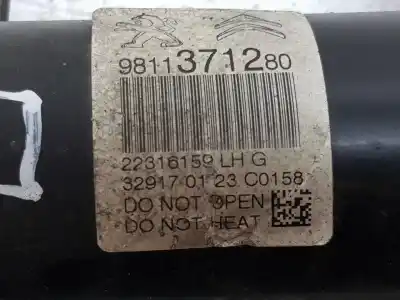 9811371280
22316159 LH G
32917 01 23 C0158
DO NOT OPEN
DO NOT HEAT